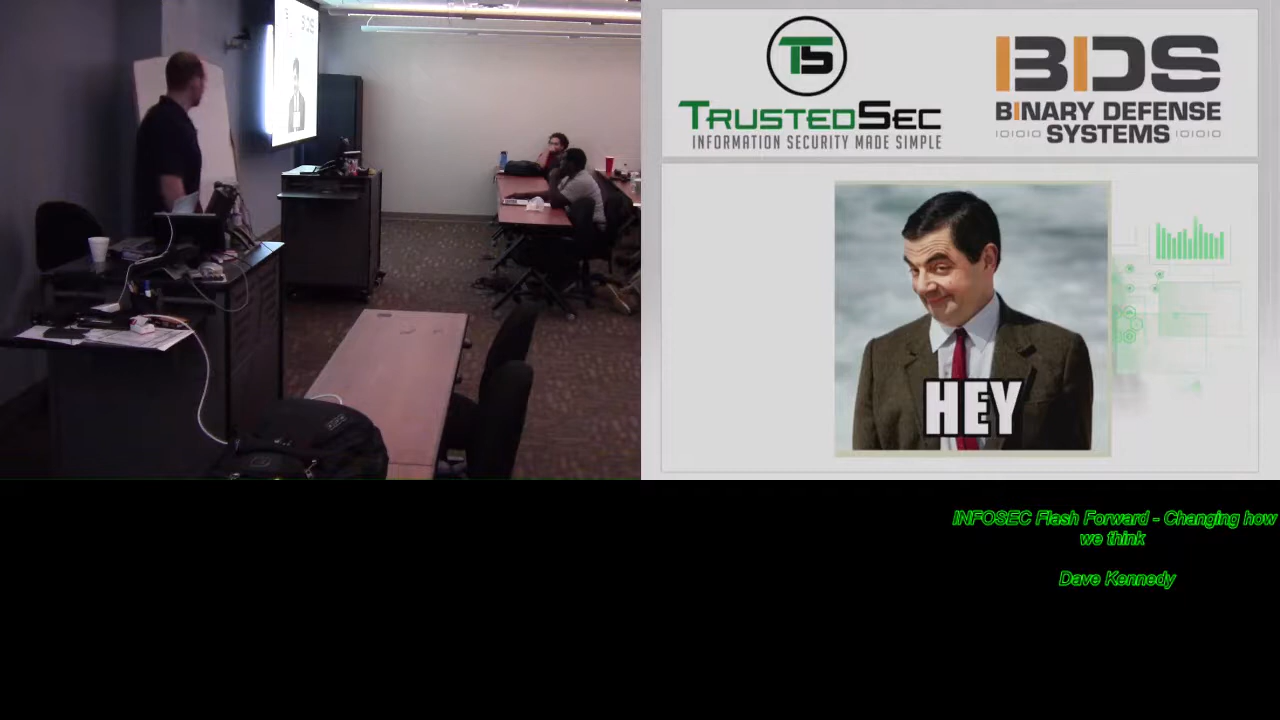 TS
TRUSTEDSEC
INFORMATION SECURITY MADE SIMPLE
BDS
BINARY DEFENSE
SYSTEMS
HEY
INFOSEC Flash Forward - Changing how
we think
Dave Kennedy